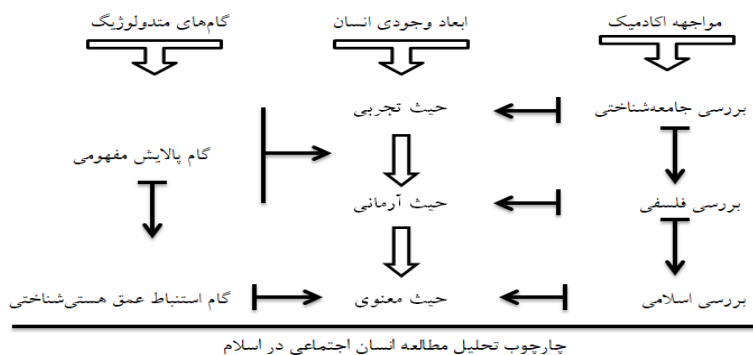 مواجهه اکادمیک
ابعاد وجودی انسان
گام‌های متدولوژیگ
بررسی جامعه‌شناختی
حیث تجربی
گام پالایش مفهومی
بررسی فلسفی
حیث آرمانی
بررسی اسلامی
حیث معنوی
گام استنباط عمق هستی‌شناختی
چارچوب تحلیل مطالعه انسان اجتماعی در اسلام